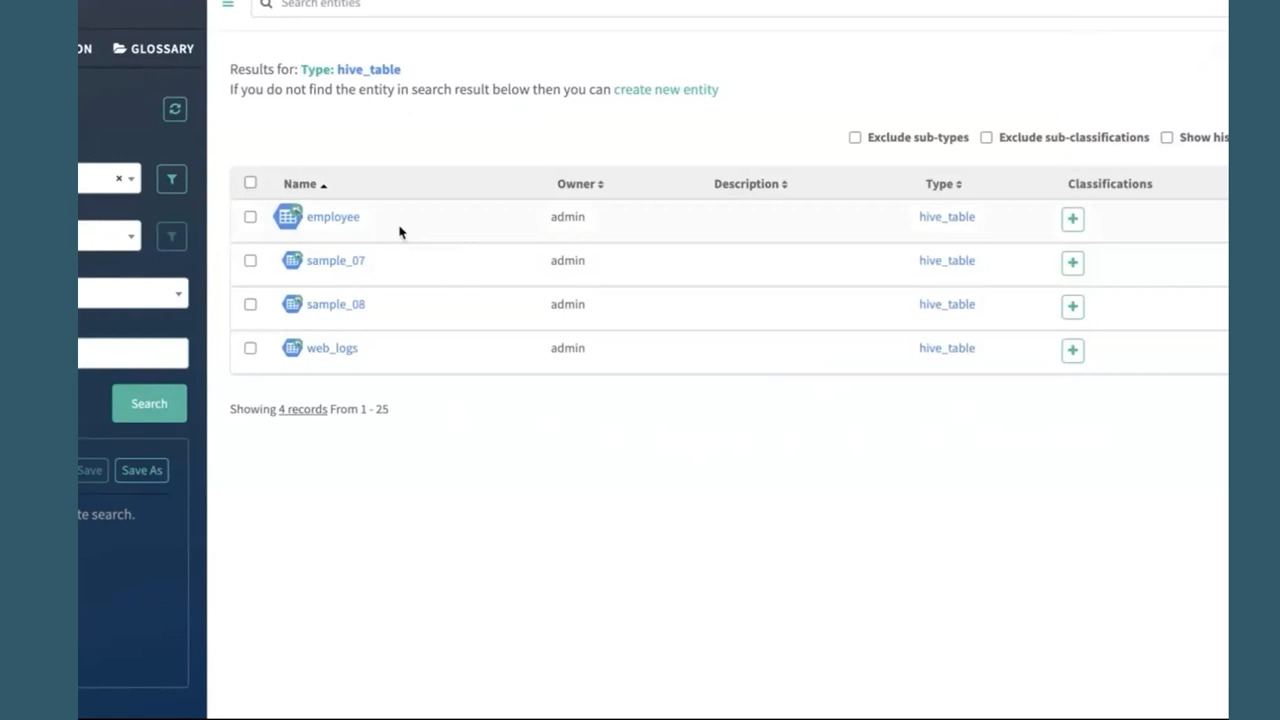 Search entities
ON GLOSSARY
Results for: Type: hive_table
If you do not find the entity in search result below then you can create new entity
Exclude sub-types Exclude sub-classifications Show his
Name Owner Description Type Classifications
employee admin hive_table
sample_07 admin hive_table
sample_08 admin hive_table
web_logs admin hive_table
Showing 4 records From 1 - 25
Search
Save Save As
te search.